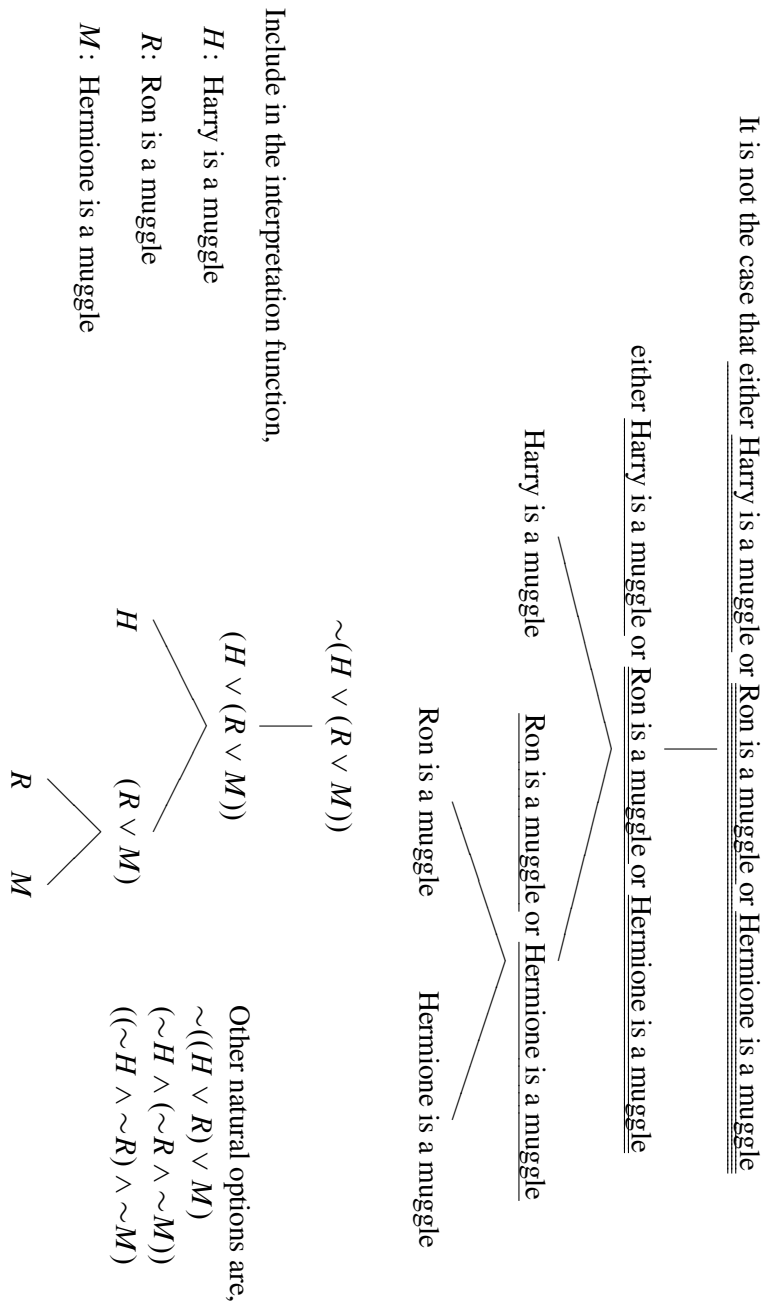 It is not the case that either Harry is a muggle or Ron is a muggle or Hermione is a muggle
either Harry is a muggle or Ron is a muggle or Hermione is a muggle
Harry is a muggle
Ron is a muggle or Hermione is a muggle
Ron is a muggle
Hermione is a muggle
Include in the interpretation function,
H: Harry is a muggle
R: Ron is a muggle
M: Hermione is a muggle
∼(H ∨ (R ∨ M))
(H ∨ (R ∨ M))
H
(R ∨ M)
R
M
Other natural options are,
∼((H ∨ R) ∨ M)
(∼H ∧ (∼R ∧ ∼M))
((∼H ∧ ∼R) ∧ ∼M)